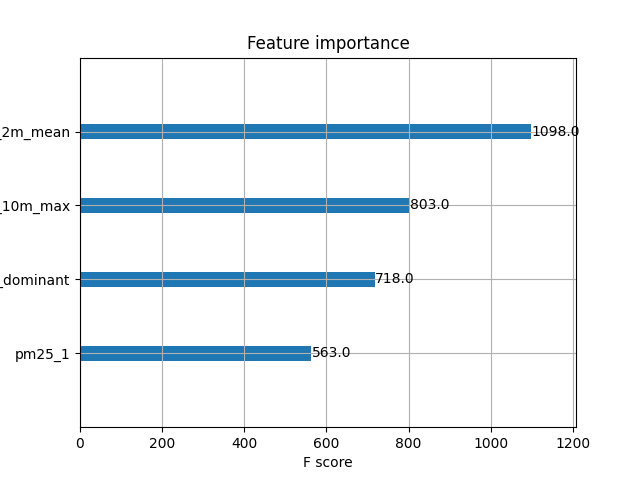 Feature importance
_2m_mean
1098.0
_10m_max
803.0
_dominant
718.0
pm25_1
563.0
0 200 400 600 800 1000 1200
F score